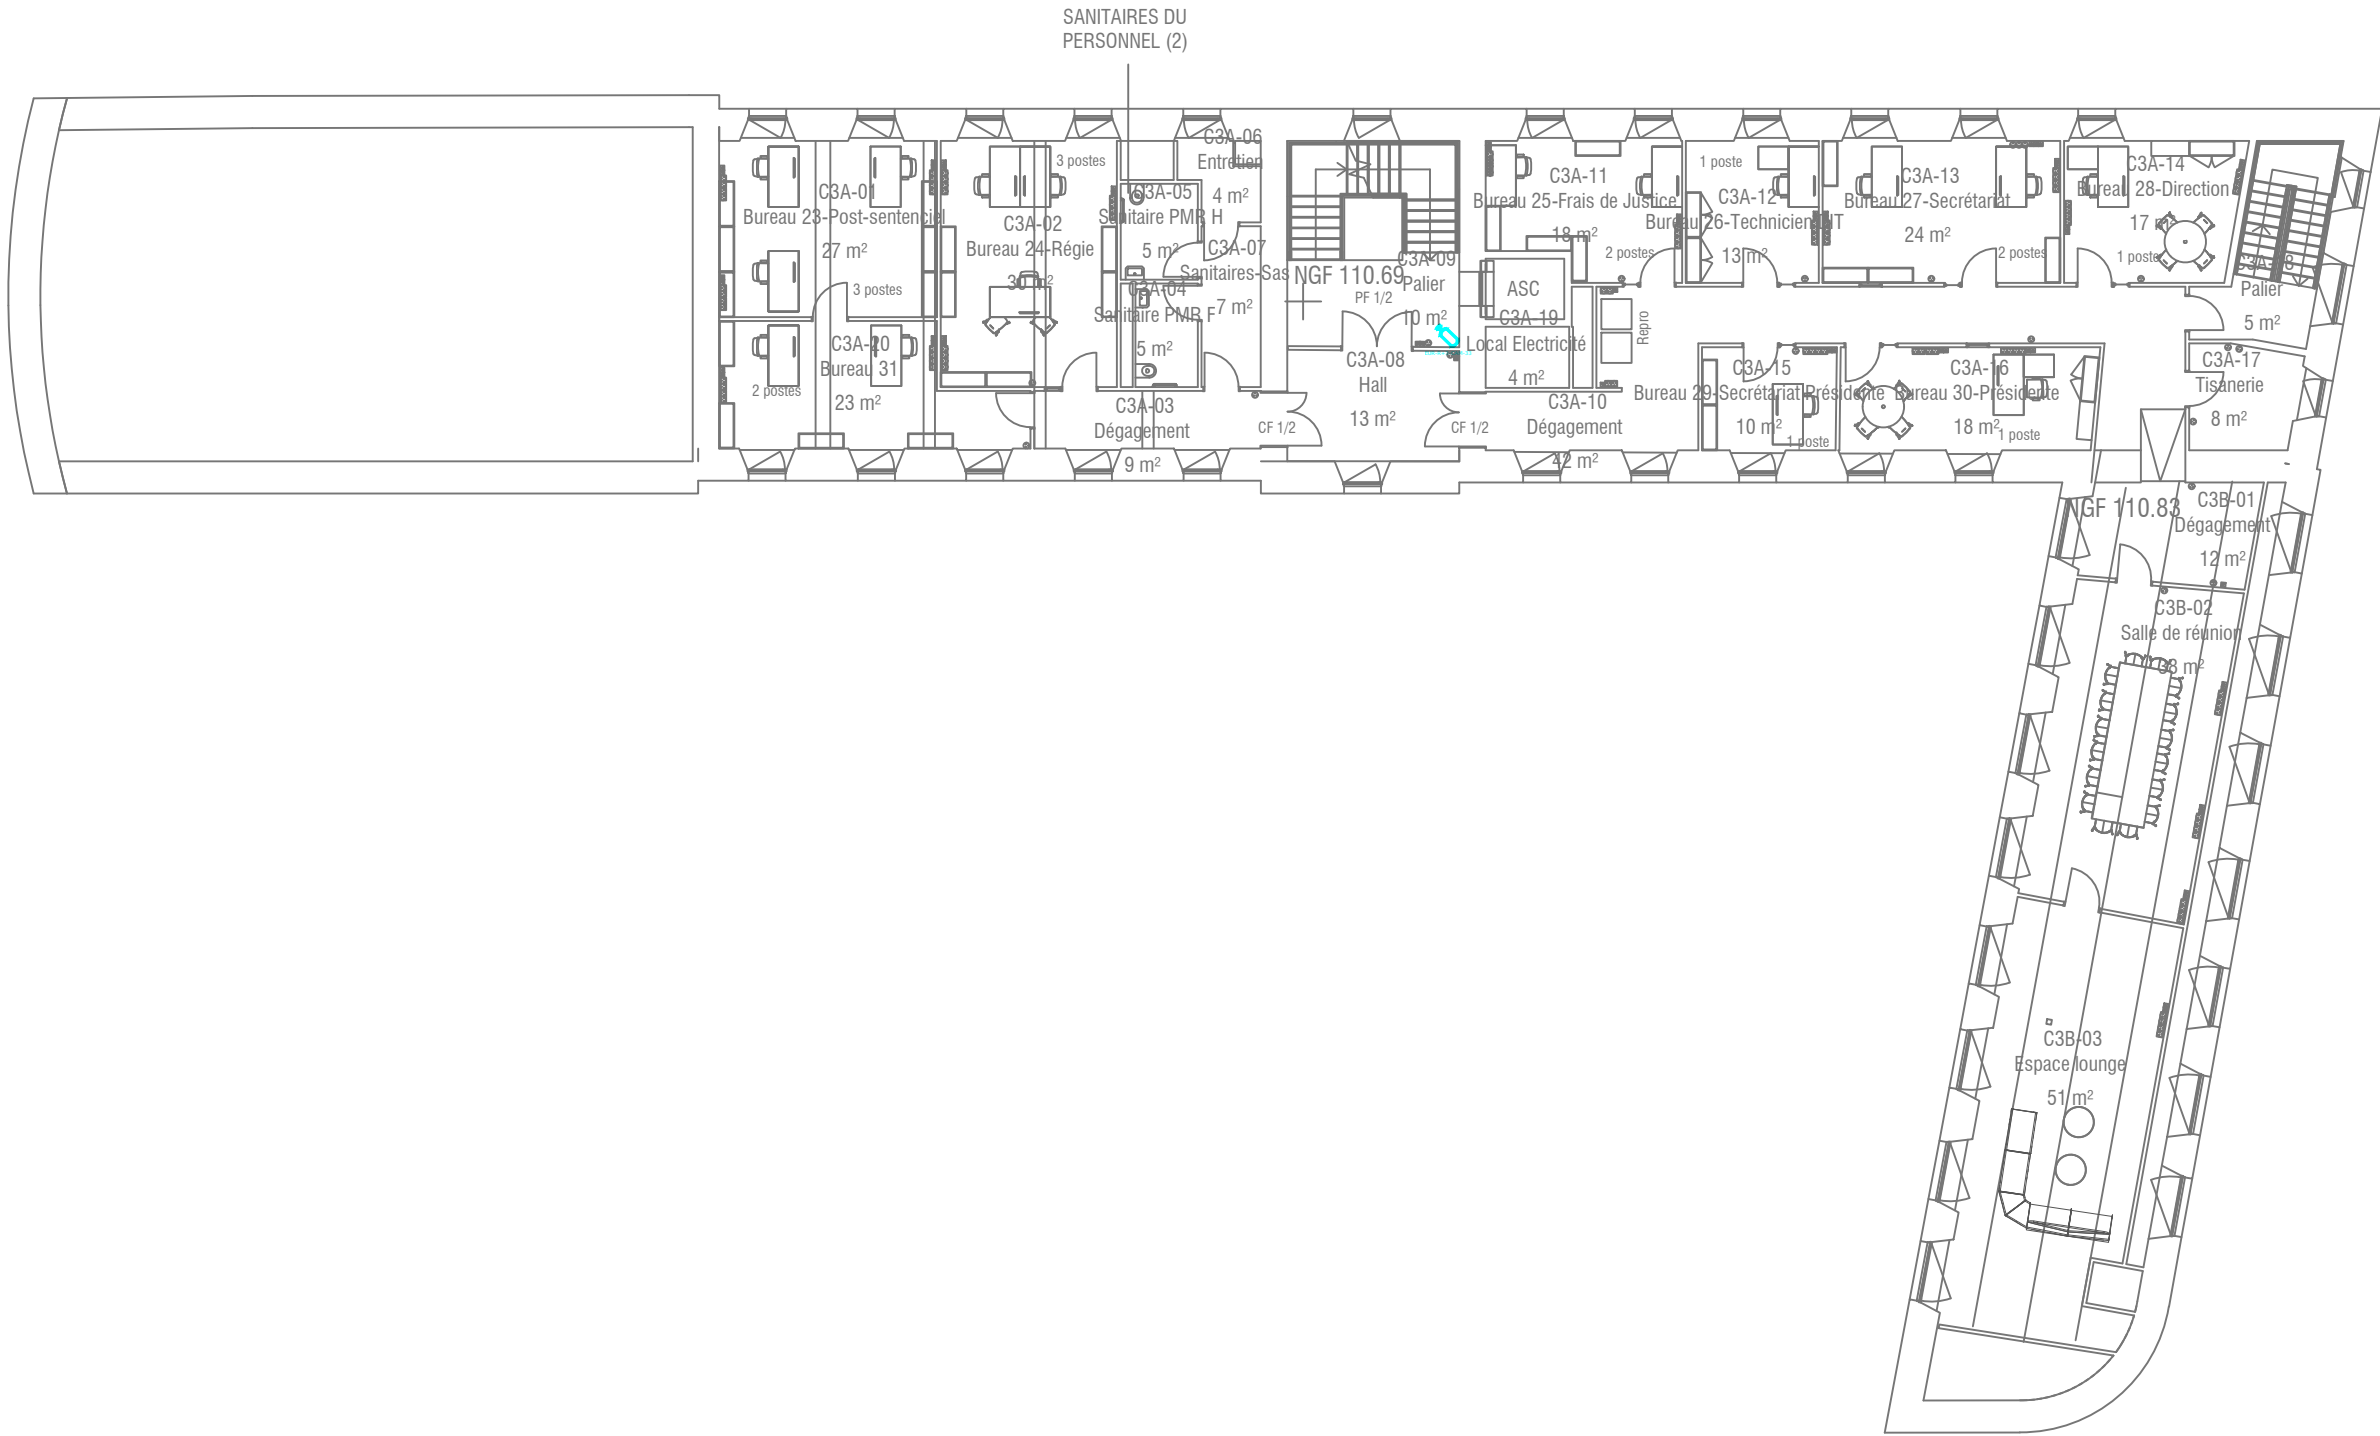 SANITAIRES DU
PERSONNEL (2)
C3A-01
Bureau 23-Post-sentenciel
27 m²
3 postes
C3A-20
Bureau 31
23 m²
2 postes
C3A-02
Bureau 24-Régie
30 m²
3 postes
C3A-03
Dégagement
9 m²
C3A-05
Sanitaire PMR H
5 m²
C3A-04
Sanitaire PMR F
5 m²
C3A-06
Entretien
4 m²
C3A-07
Sanitaires-Sas
7 m²
NGF 110.69
PF 1/2
C3A-09
Palier
10 m²
C3A-08
Hall
13 m²
CF 1/2
CF 1/2
ASC
C3A-19
Local Electricité
4 m²
Repro
C3A-10
Dégagement
42 m²
C3A-11
Bureau 25-Frais de Justice
18 m²
2 postes
1 poste
C3A-12
Bureau 26-Technicien
13 m²
C3A-13
Bureau 27-Secrétariat
24 m²
2 postes
C3A-14
Bureau 28-Direction
17 m²
1 poste
Palier
5 m²
C3A-15
Bureau 29-Secrétariat Présidente
10 m²
1 poste
C3A-16
Bureau 30-Présidente
18 m²
1 poste
C3A-17
Tisanerie
8 m²
NGF 110.83
C3B-01
Dégagement
12 m²
C3B-02
Salle de réunion
38 m²
C3B-03
Espace lounge
51 m²